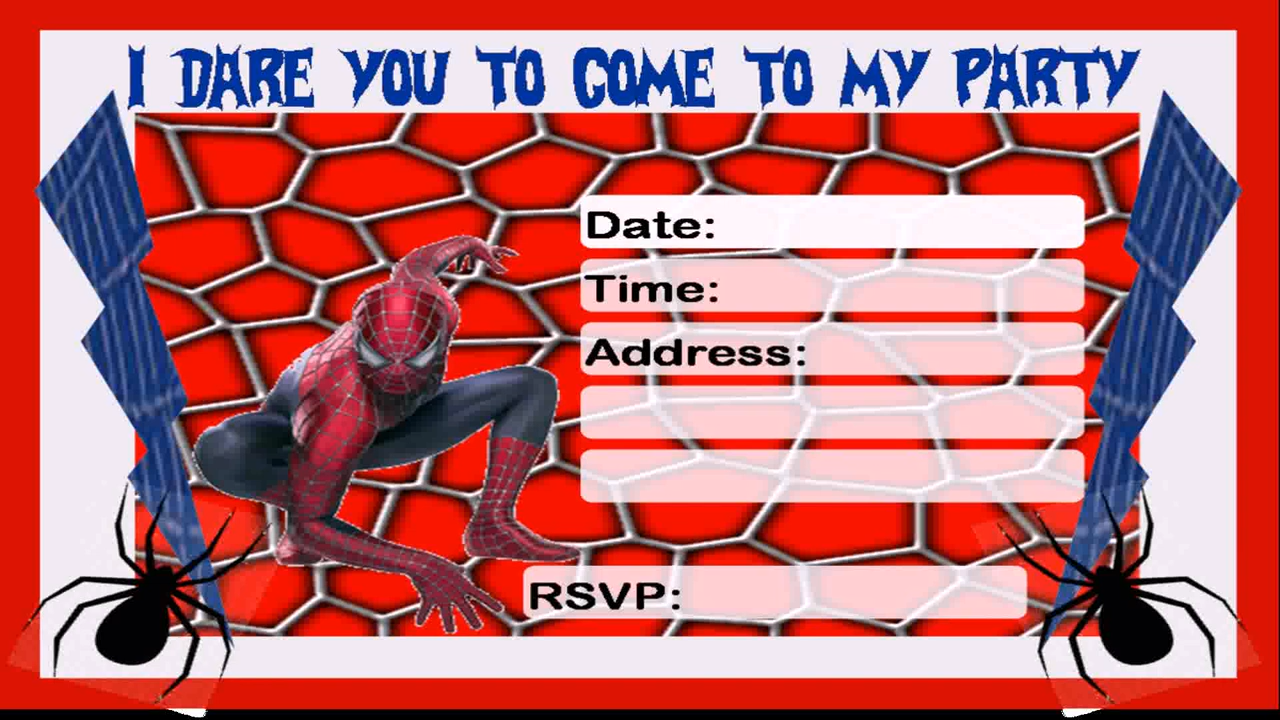 I DARE YOU TO COME TO MY PARTY
Date:
Time:
Address:
RSVP: